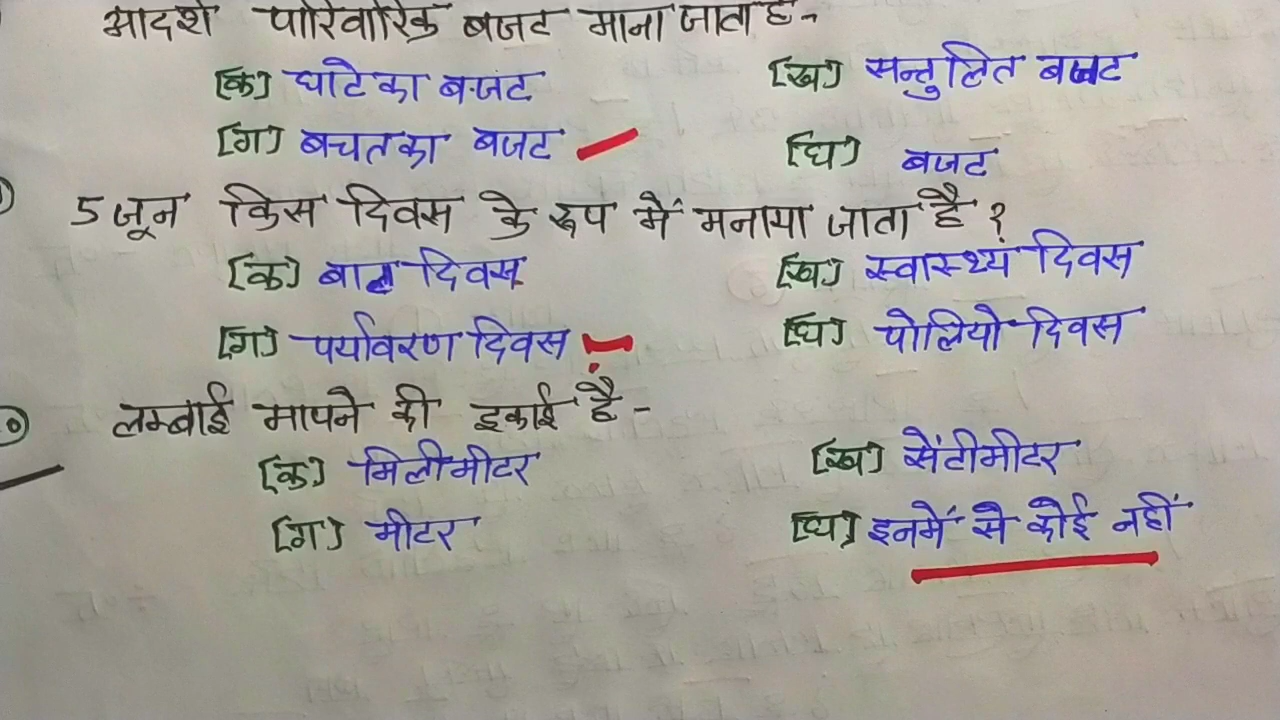 आदर्श पारिवारिक बजट माना जाता है-
[क] घाटे का बजट [ख] सन्तुलित बजट
[ग] बचत का बजट [घ] बजट
5 जून किस दिवस के रूप में मनाया जाता है ?
[क] बाल दिवस [ख] स्वास्थ्य दिवस
[ग] पर्यावरण दिवस [घ] पोलियो दिवस
लम्बाई मापने की इकाई है-
[क] मिलीमीटर [ख] सेंटीमीटर
[ग] मीटर [घ] इनमें से कोई नहीं